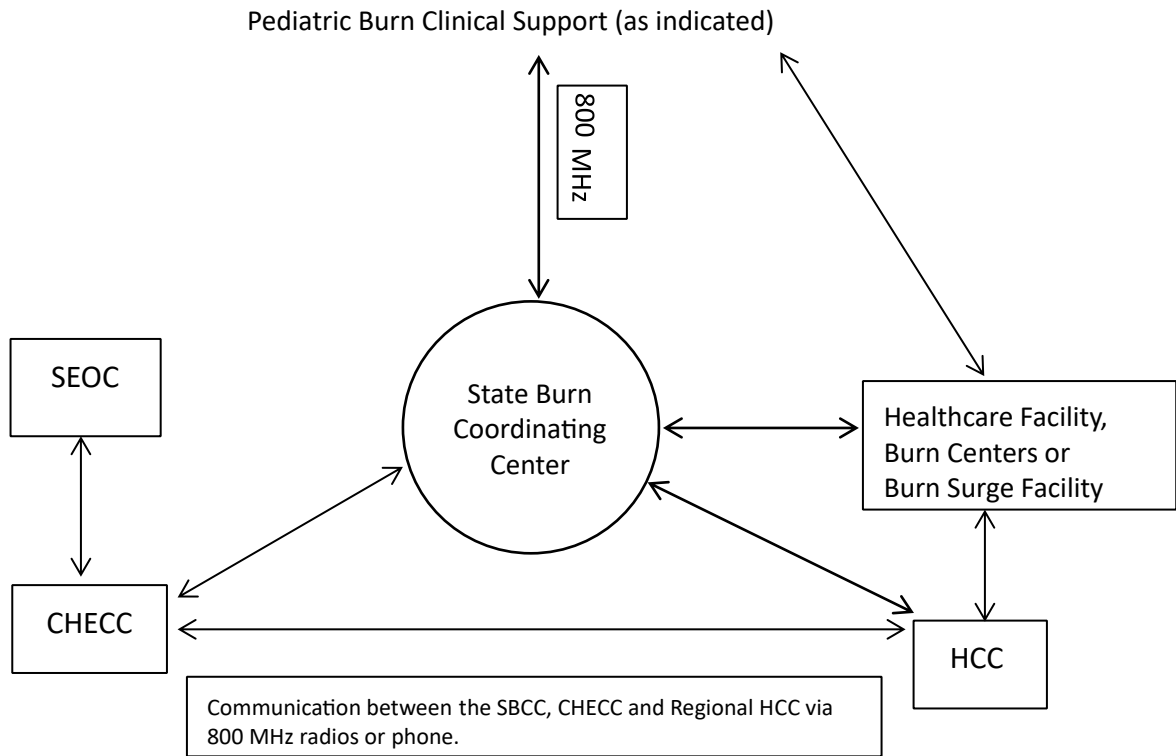 Pediatric Burn Clinical Support (as indicated)
800 MHz
SEOC
State Burn
Coordinating
Center
Healthcare Facility,
Burn Centers or
Burn Surge Facility
CHECC
HCC
Communication between the SBCC, CHECC and Regional HCC via
800 MHz radios or phone.